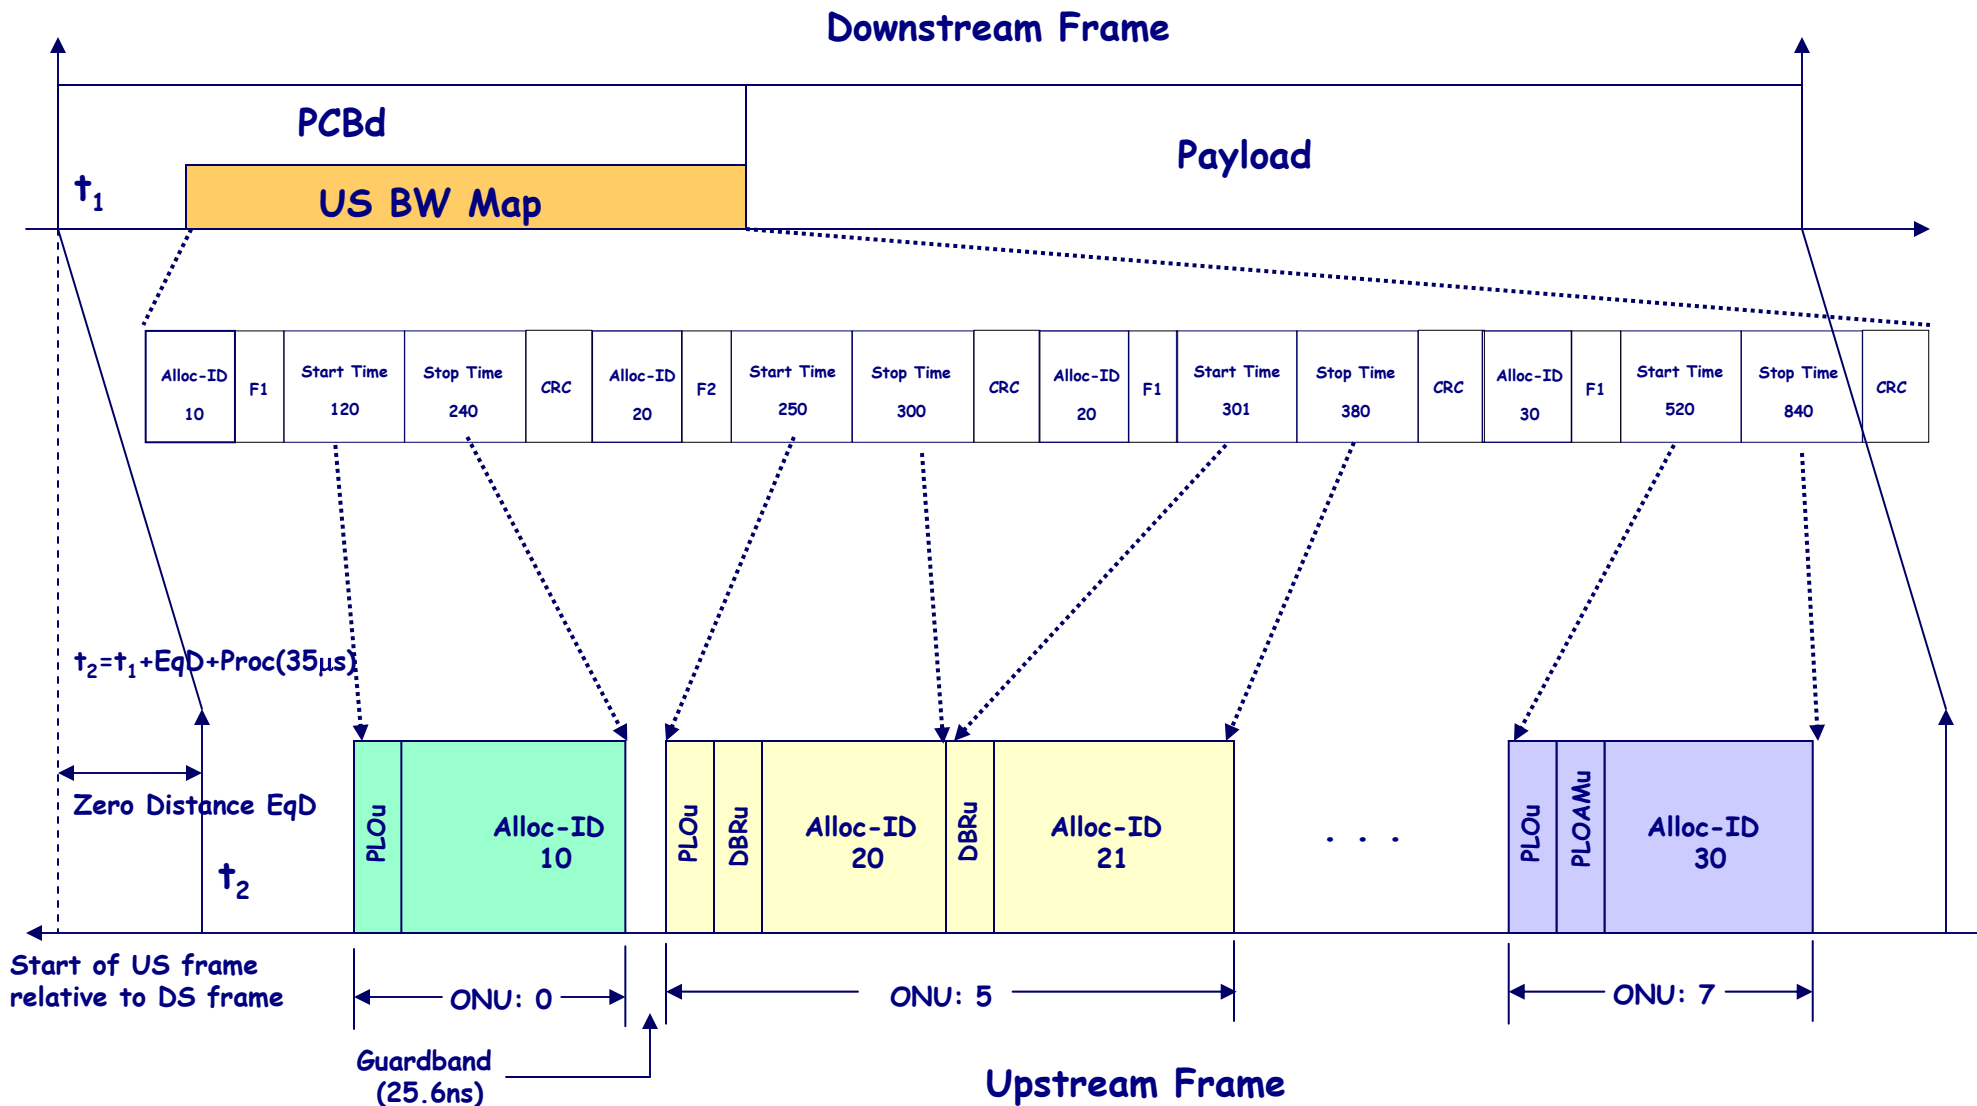 Downstream Frame
PCBd
Payload
t1
US BW Map
Alloc-ID
10
F1
Start Time
120
Stop Time
240
CRC
Alloc-ID
20
F2
Start Time
250
Stop Time
300
CRC
Alloc-ID
20
F1
Start Time
301
Stop Time
380
CRC
Alloc-ID
30
F1
Start Time
520
Stop Time
840
CRC
t2=t1+EqD+Proc(35μs)
Zero Distance EqD
t2
PLOu
Alloc-ID
10
PLOu
DBRu
Alloc-ID
20
DBRu
Alloc-ID
21
. . .
PLOu
PLOAMu
Alloc-ID
30
Start of US frame
relative to DS frame
ONU: 0
ONU: 5
ONU: 7
Guardband
(25.6ns)
Upstream Frame